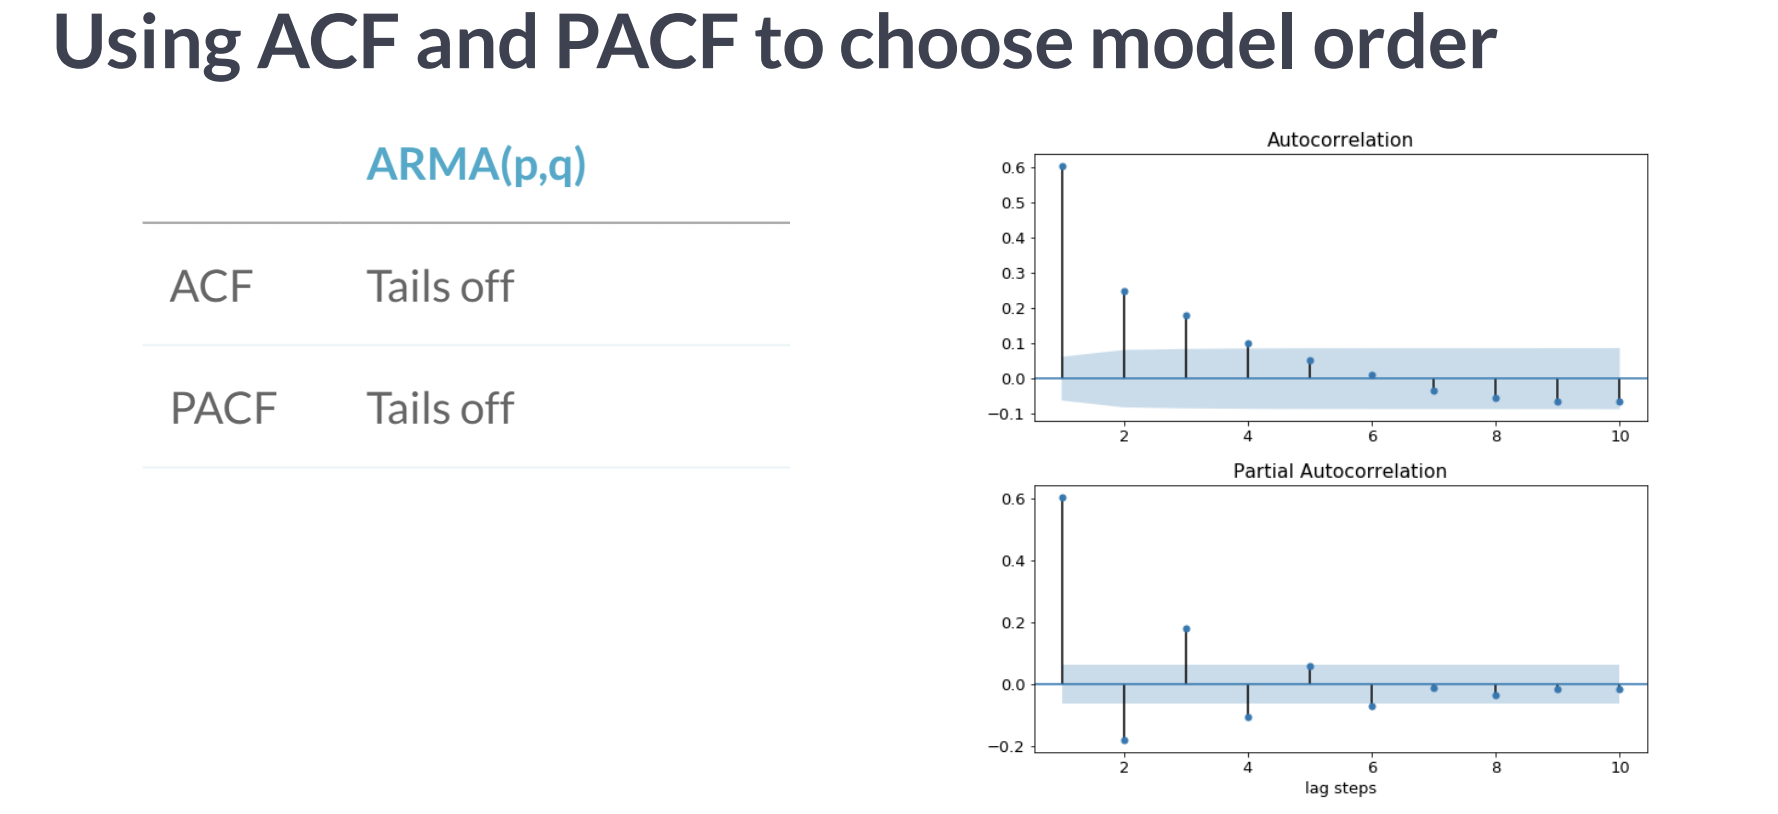 Using ACF and PACF to choose model order
ARMA(p,q)
ACF Tails off
PACF Tails off
Autocorrelation
0.6
0.5
0.4
0.3
0.2
0.1
0.0
−0.1
2 4 6 8 10
Partial Autocorrelation
0.6
0.4
0.2
0.0
−0.2
2 4 6 8 10
lag steps